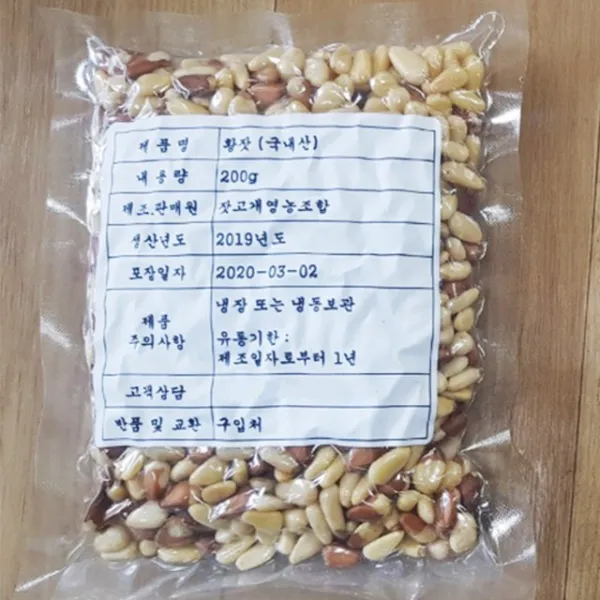 제품명 황잣 (국내산)
내용량 200g
제조.판매원 잣고개영농조합
생산년도 2019년도
포장일자 2020-03-02
제품
주의사항
냉장 또는 냉동보관
유통기한 :
제조일자로부터 1년
고객상담
반품 및 교환 구입처